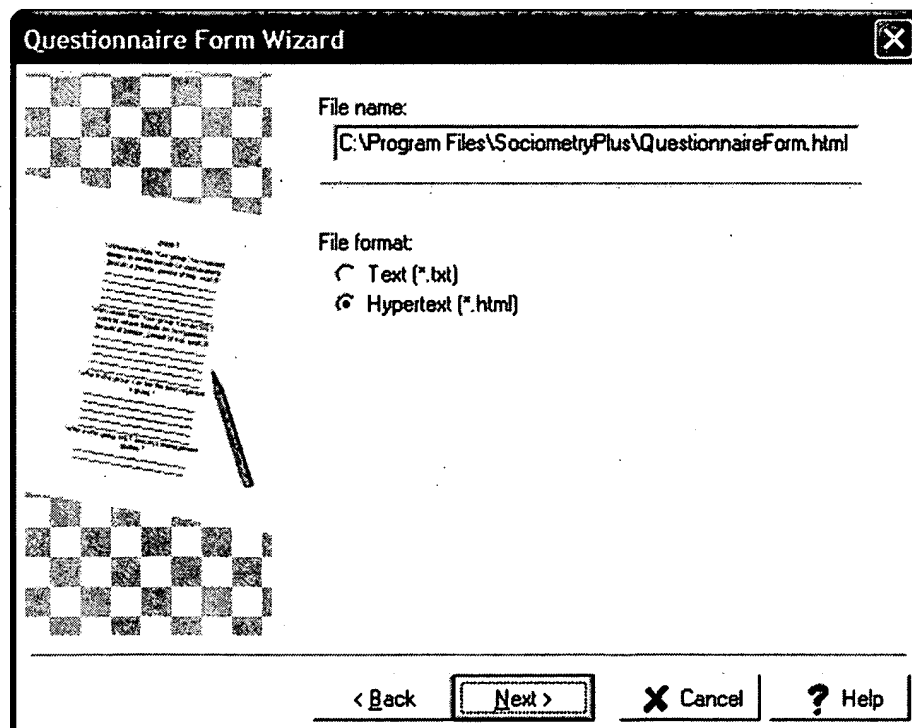 Questionnaire Form Wizard
File name:
C:\Program Files\SociometryPlus\QuestionnaireForm.html
File format:
Text (*.txt)
Hypertext (*.html)
< Back
Next >
Cancel
? Help